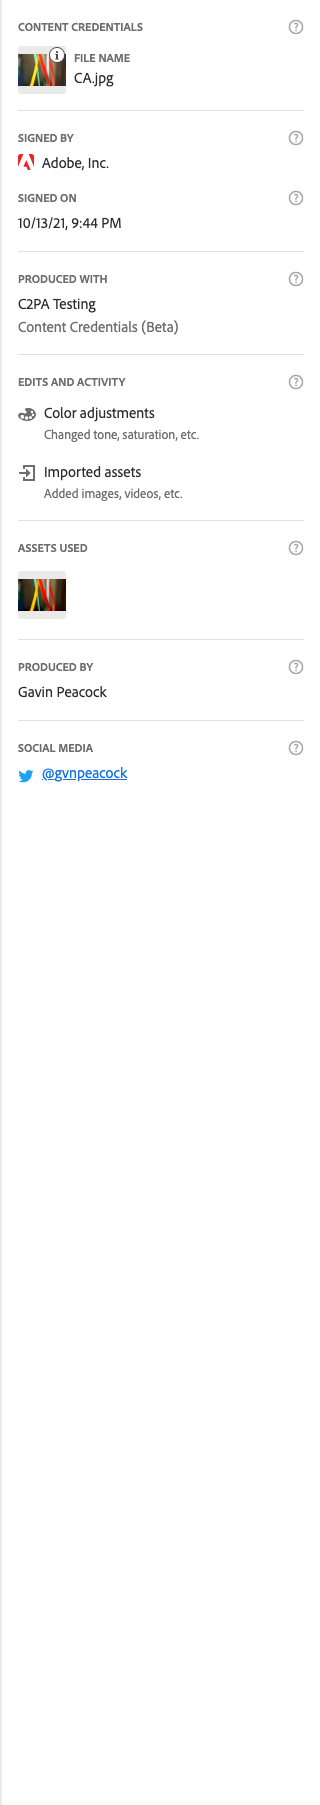 CONTENT CREDENTIALS
FILE NAME
CA.jpg
SIGNED BY
Adobe, Inc.
SIGNED ON
10/13/21, 9:44 PM
PRODUCED WITH
C2PA Testing
Content Credentials (Beta)
EDITS AND ACTIVITY
Color adjustments
Changed tone, saturation, etc.
Imported assets
Added images, videos, etc.
ASSETS USED
PRODUCED BY
Gavin Peacock
SOCIAL MEDIA
@gvnpeacock